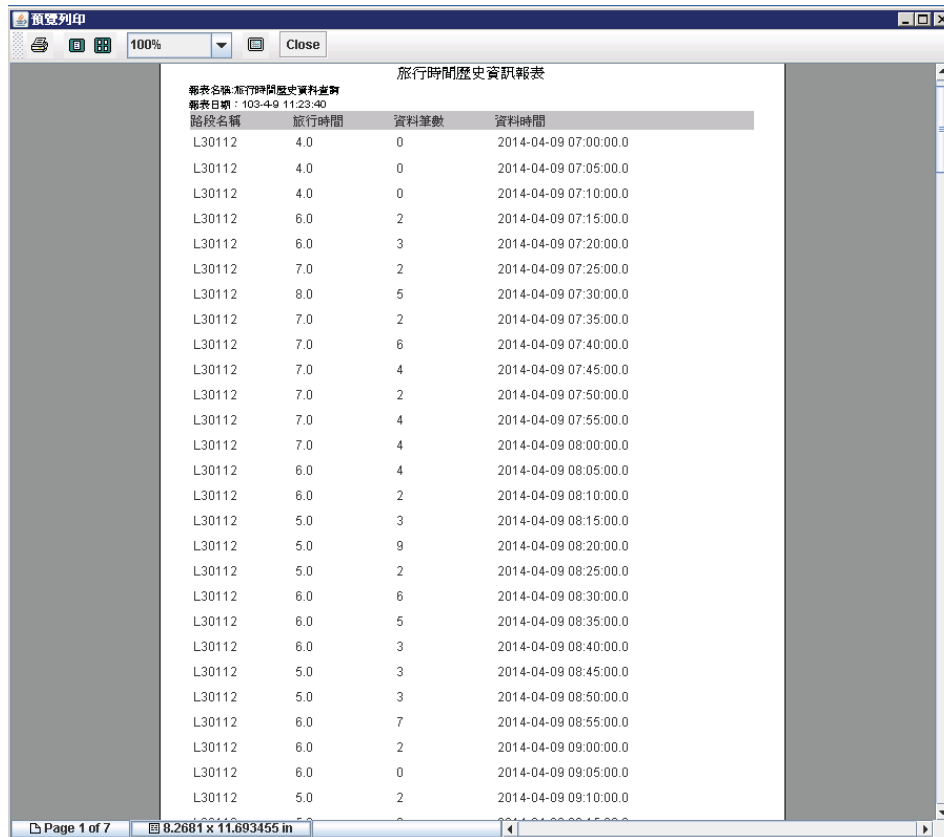 預覽列印
100% Close
旅行時間歷史資訊報表
報表名稱:旅行時間歷史資料查詢
報表日期：103-4-9 11:23:40
路段名稱 旅行時間 資料筆數 資料時間
L30112 4.0 0 2014-04-09 07:00:00.0
L30112 4.0 0 2014-04-09 07:05:00.0
L30112 4.0 0 2014-04-09 07:10:00.0
L30112 6.0 2 2014-04-09 07:15:00.0
L30112 6.0 3 2014-04-09 07:20:00.0
L30112 7.0 2 2014-04-09 07:25:00.0
L30112 8.0 5 2014-04-09 07:30:00.0
L30112 7.0 2 2014-04-09 07:35:00.0
L30112 7.0 6 2014-04-09 07:40:00.0
L30112 7.0 4 2014-04-09 07:45:00.0
L30112 7.0 2 2014-04-09 07:50:00.0
L30112 7.0 4 2014-04-09 07:55:00.0
L30112 7.0 4 2014-04-09 08:00:00.0
L30112 6.0 4 2014-04-09 08:05:00.0
L30112 6.0 2 2014-04-09 08:10:00.0
L30112 5.0 3 2014-04-09 08:15:00.0
L30112 5.0 9 2014-04-09 08:20:00.0
L30112 5.0 2 2014-04-09 08:25:00.0
L30112 6.0 6 2014-04-09 08:30:00.0
L30112 6.0 5 2014-04-09 08:35:00.0
L30112 6.0 3 2014-04-09 08:40:00.0
L30112 5.0 3 2014-04-09 08:45:00.0
L30112 5.0 3 2014-04-09 08:50:00.0
L30112 6.0 7 2014-04-09 08:55:00.0
L30112 6.0 2 2014-04-09 09:00:00.0
L30112 6.0 0 2014-04-09 09:05:00.0
L30112 5.0 2 2014-04-09 09:10:00.0
Page 1 of 7 8.2681 x 11.693455 in